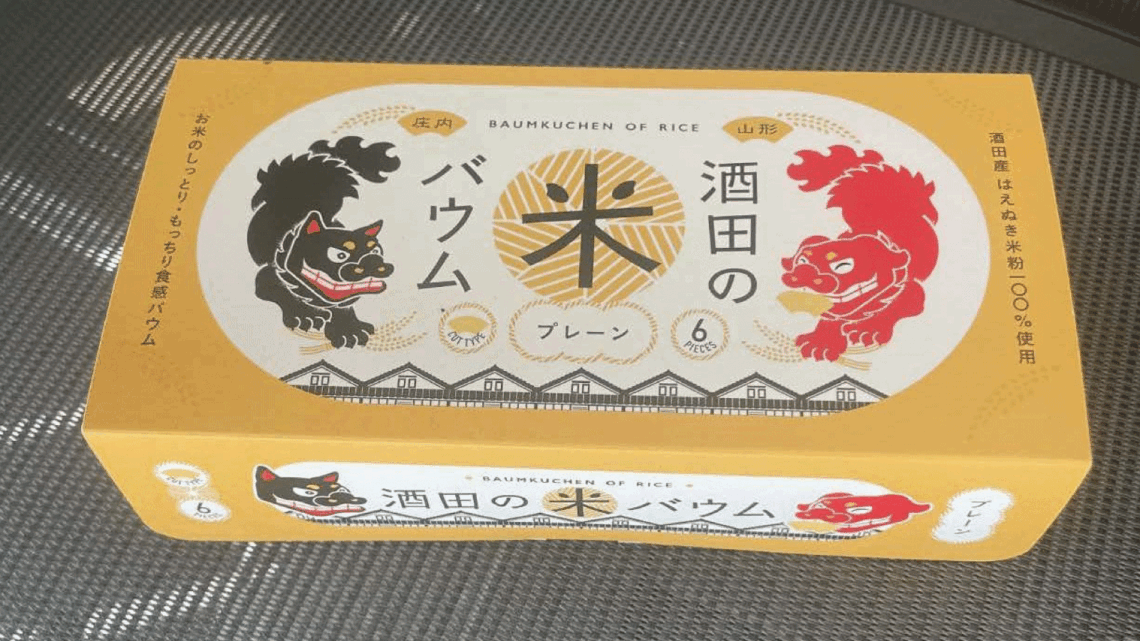 庄内
BAUMKUCHEN OF RICE
山形
酒田の
米
バウム
CUT TYPE
プレーン
6
PIECES
酒田産はえぬき米粉一〇〇%使用
お米のしっとり・もっちり食感バウム
CUT TYPE
6
PIECES
BAUMKUCHEN OF RICE
酒田の米バウム
プレーン